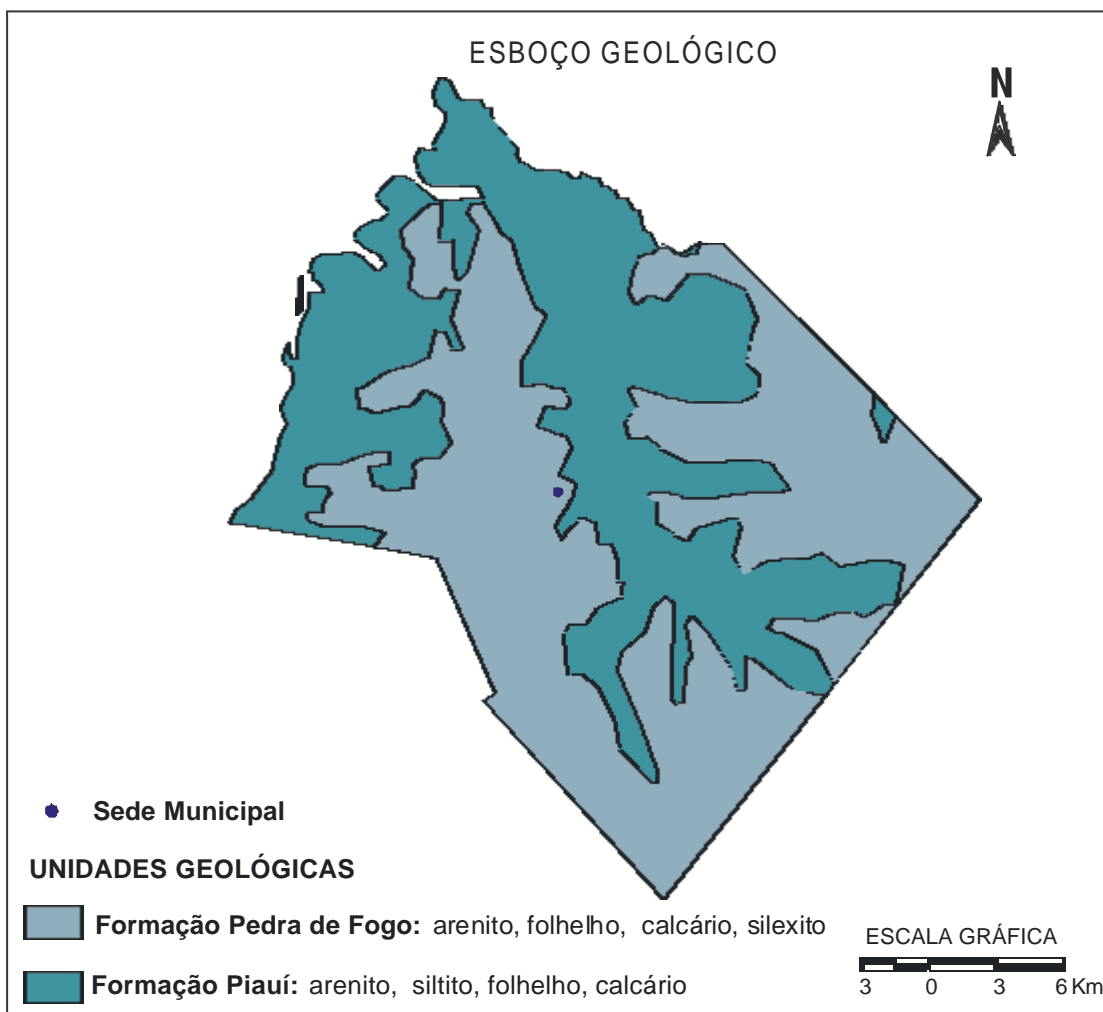 ESBOÇO GEOLÓGICO
N
Sede Municipal
UNIDADES GEOLÓGICAS
Formação Pedra de Fogo: arenito, folhelho, calcário, silexito
Formação Piauí: arenito, siltito, folhelho, calcário
ESCALA GRÁFICA
3 0 3 6 Km